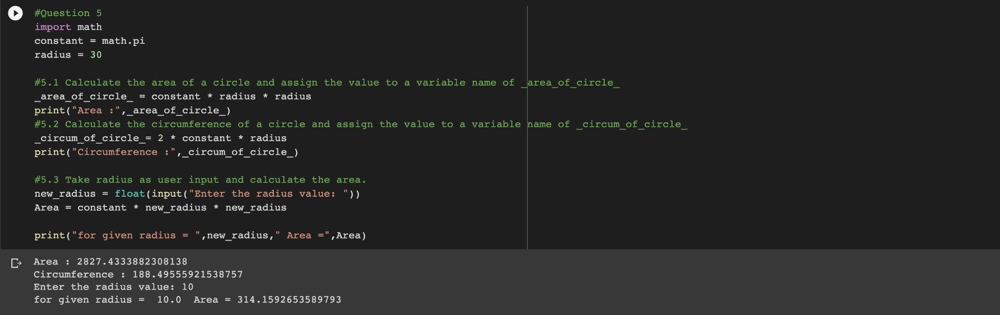 #Question 5
import math
constant = math.pi
radius = 30
#5.1 Calculate the area of a circle and assign the value to a variable name of _area_of_circle_
_area_of_circle_ = constant * radius * radius
print("Area :",_area_of_circle_)
#5.2 Calculate the circumference of a circle and assign the value to a variable name of _circum_of_circle_
_circum_of_circle_= 2 * constant * radius
print("Circumference :",_circum_of_circle_)
#5.3 Take radius as user input and calculate the area.
new_radius = float(input("Enter the radius value: "))
Area = constant * new_radius * new_radius
print("for given radius = ",new_radius," Area =",Area)
Area : 2827.4333882308138
Circumference : 188.49555921538757
Enter the radius value: 10
for given radius =  10.0  Area = 314.1592653589793